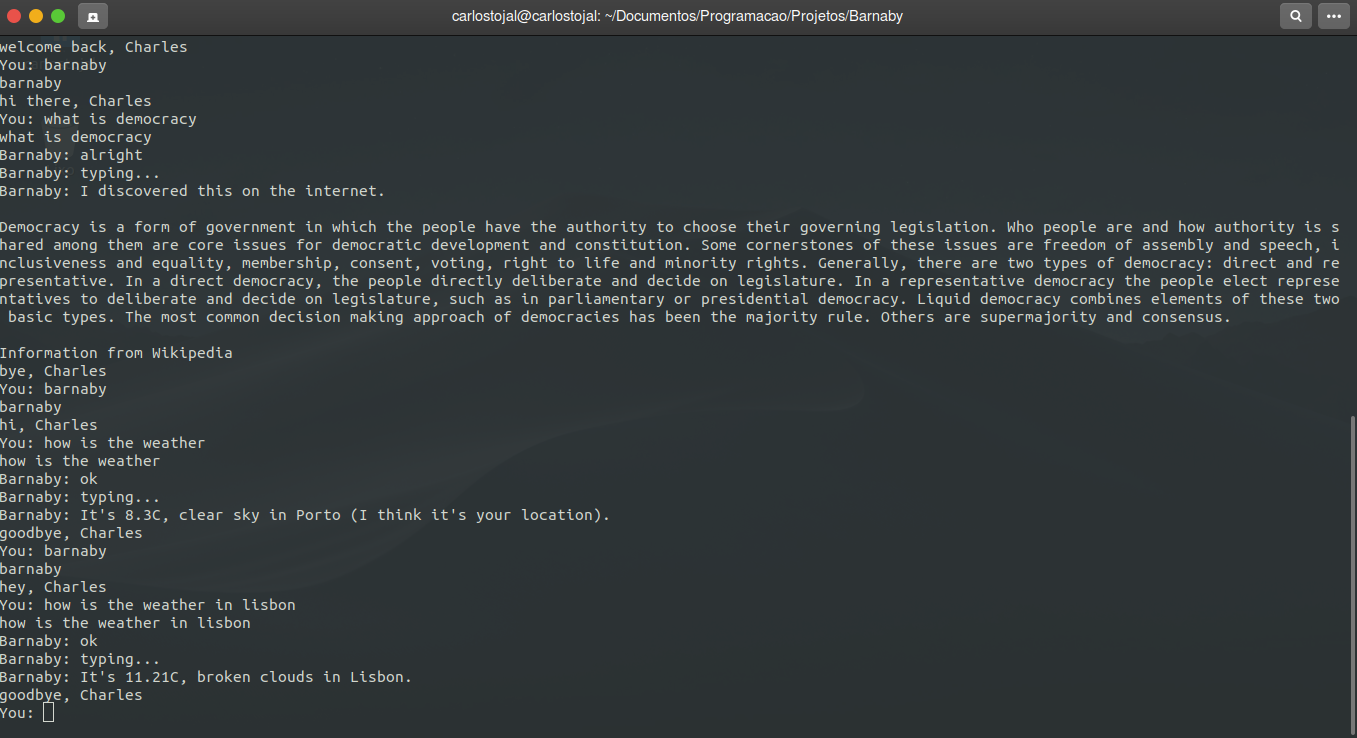 carlostojal@carlostojal: ~/Documentos/Programacao/Projetos/Barnaby
welcome back, Charles
You: barnaby
barnaby
hi there, Charles
You: what is democracy
what is democracy
Barnaby: alright
Barnaby: typing...
Barnaby: I discovered this on the internet.
Democracy is a form of government in which the people have the authority to choose their governing legislation. Who people are and how authority is s
hared among them are core issues for democratic development and constitution. Some cornerstones of these issues are freedom of assembly and speech, i
nclusiveness and equality, membership, consent, voting, right to life and minority rights. Generally, there are two types of democracy: direct and re
presentative. In a direct democracy, the people directly deliberate and decide on legislature. In a representative democracy the people elect represe
ntatives to deliberate and decide on legislature, such as in parliamentary or presidential democracy. Liquid democracy combines elements of these two
 basic types. The most common decision making approach of democracies has been the majority rule. Others are supermajority and consensus.
Information from Wikipedia
bye, Charles
You: barnaby
barnaby
hi, Charles
You: how is the weather
how is the weather
Barnaby: ok
Barnaby: typing...
Barnaby: It's 8.3C, clear sky in Porto (I think it's your location).
goodbye, Charles
You: barnaby
barnaby
hey, Charles
You: how is the weather in lisbon
how is the weather in lisbon
Barnaby: ok
Barnaby: typing...
Barnaby: It's 11.21C, broken clouds in Lisbon.
goodbye, Charles
You: